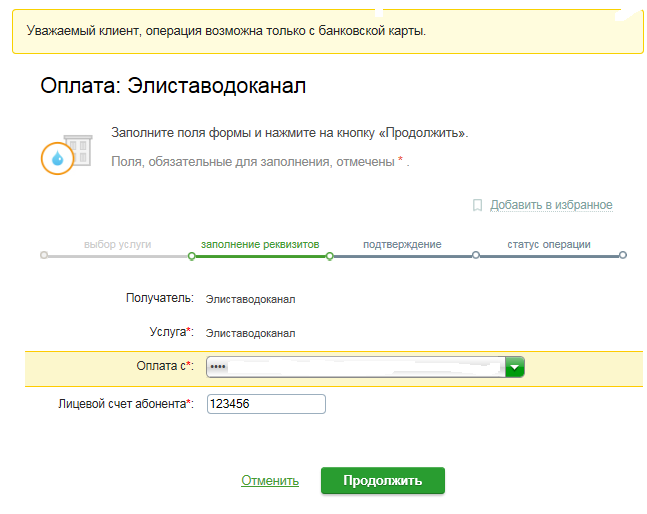 Уважаемый клиент, операция возможна только с банковской карты.
Оплата: Элиставодоканал
Заполните поля формы и нажмите на кнопку «Продолжить».
Поля, обязательные для заполнения, отмечены * .
Добавить в избранное
выбор услуги заполнение реквизитов подтверждение статус операции
Получатель: Элиставодоканал
Услуга*: Элиставодоканал
Оплата с*: ••••
Лицевой счет абонента*: 123456
Отменить Продолжить